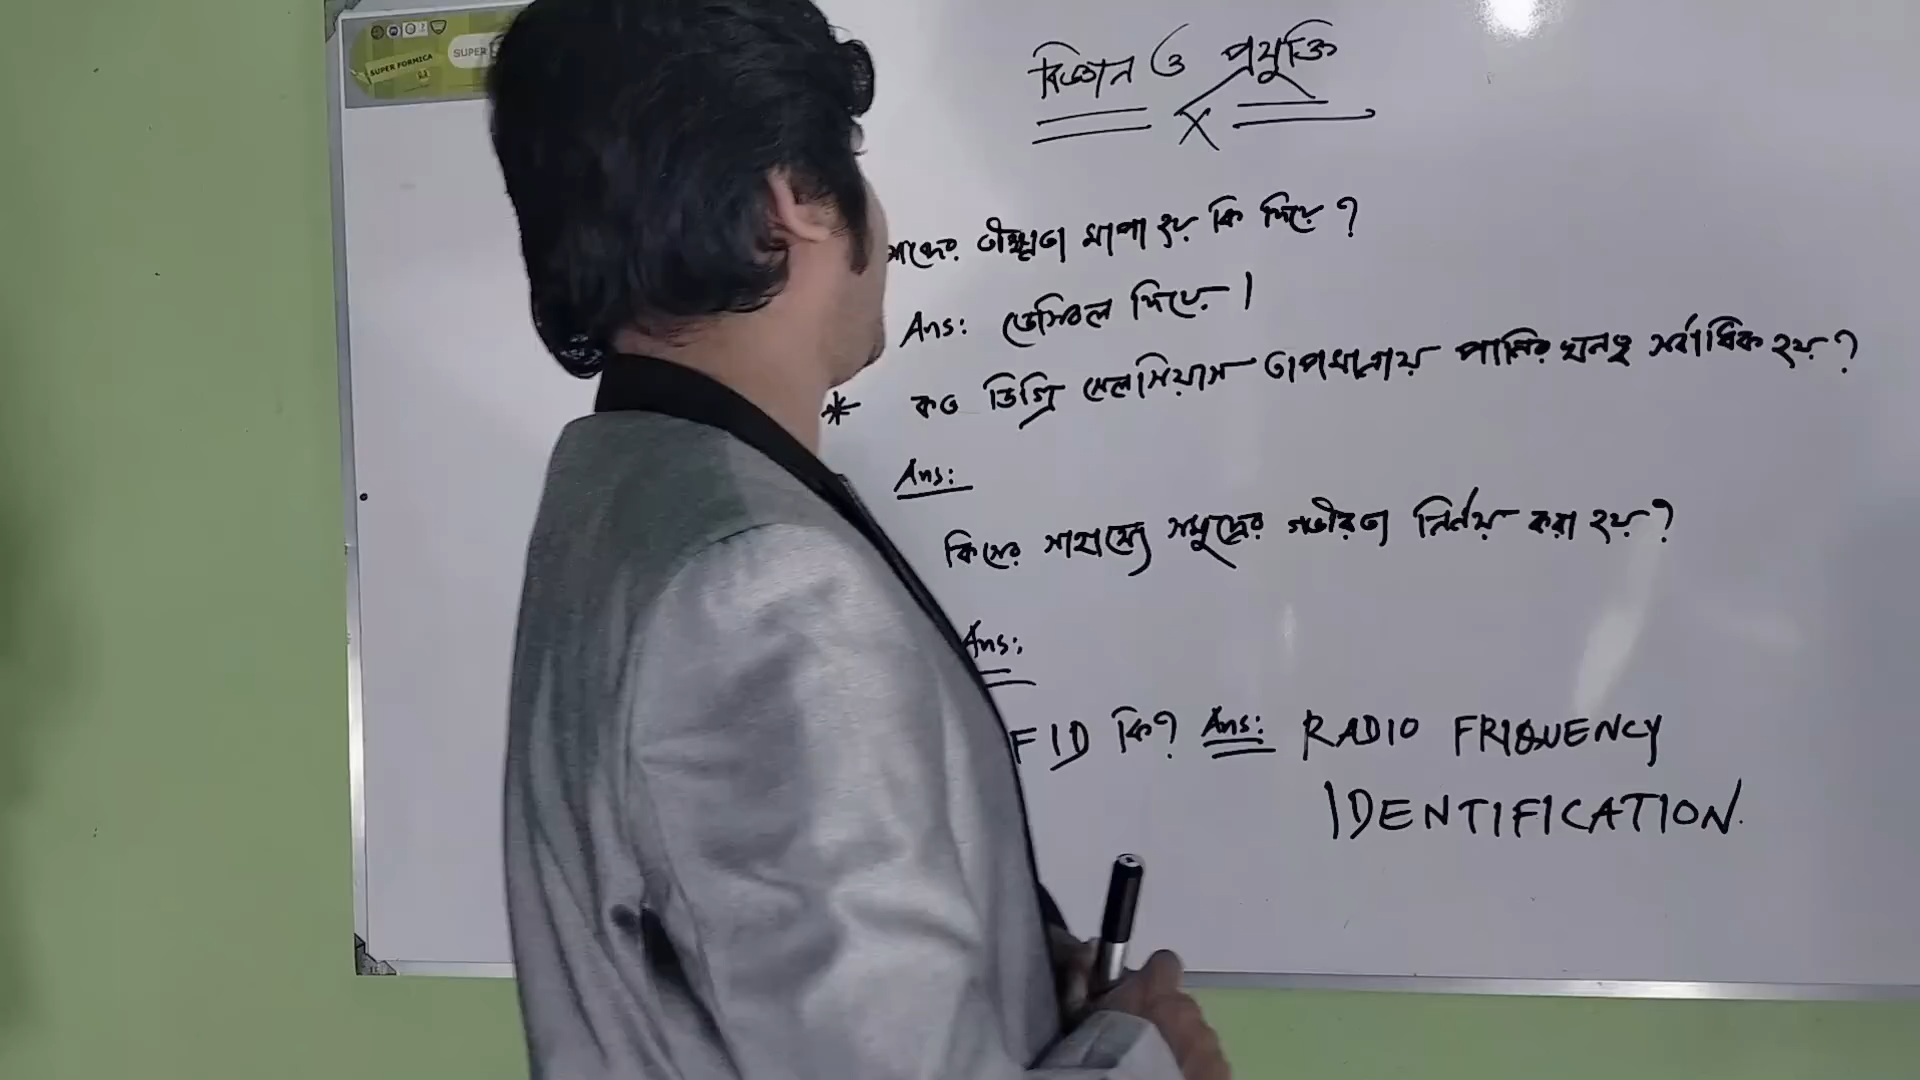 SUPER FORMICA
SUPER
বিজ্ঞান ও প্রযুক্তি
শব্দের তীক্ষ্ণতা মাপা হয় কি দিয়ে ?
Ans: ডেসিবল দিয়ে।
* কত ডিগ্রি সেলসিয়াস তাপমাত্রায় পানির ঘনত্ব সর্বাধিক হয় ?
Ans:
কিসের সাহায্যে সমুদ্রের গভীরতা নির্ণয় করা হয় ?
Ans:
FID কি? Ans: RADIO FRIQUENCY
IDENTIFICATION.